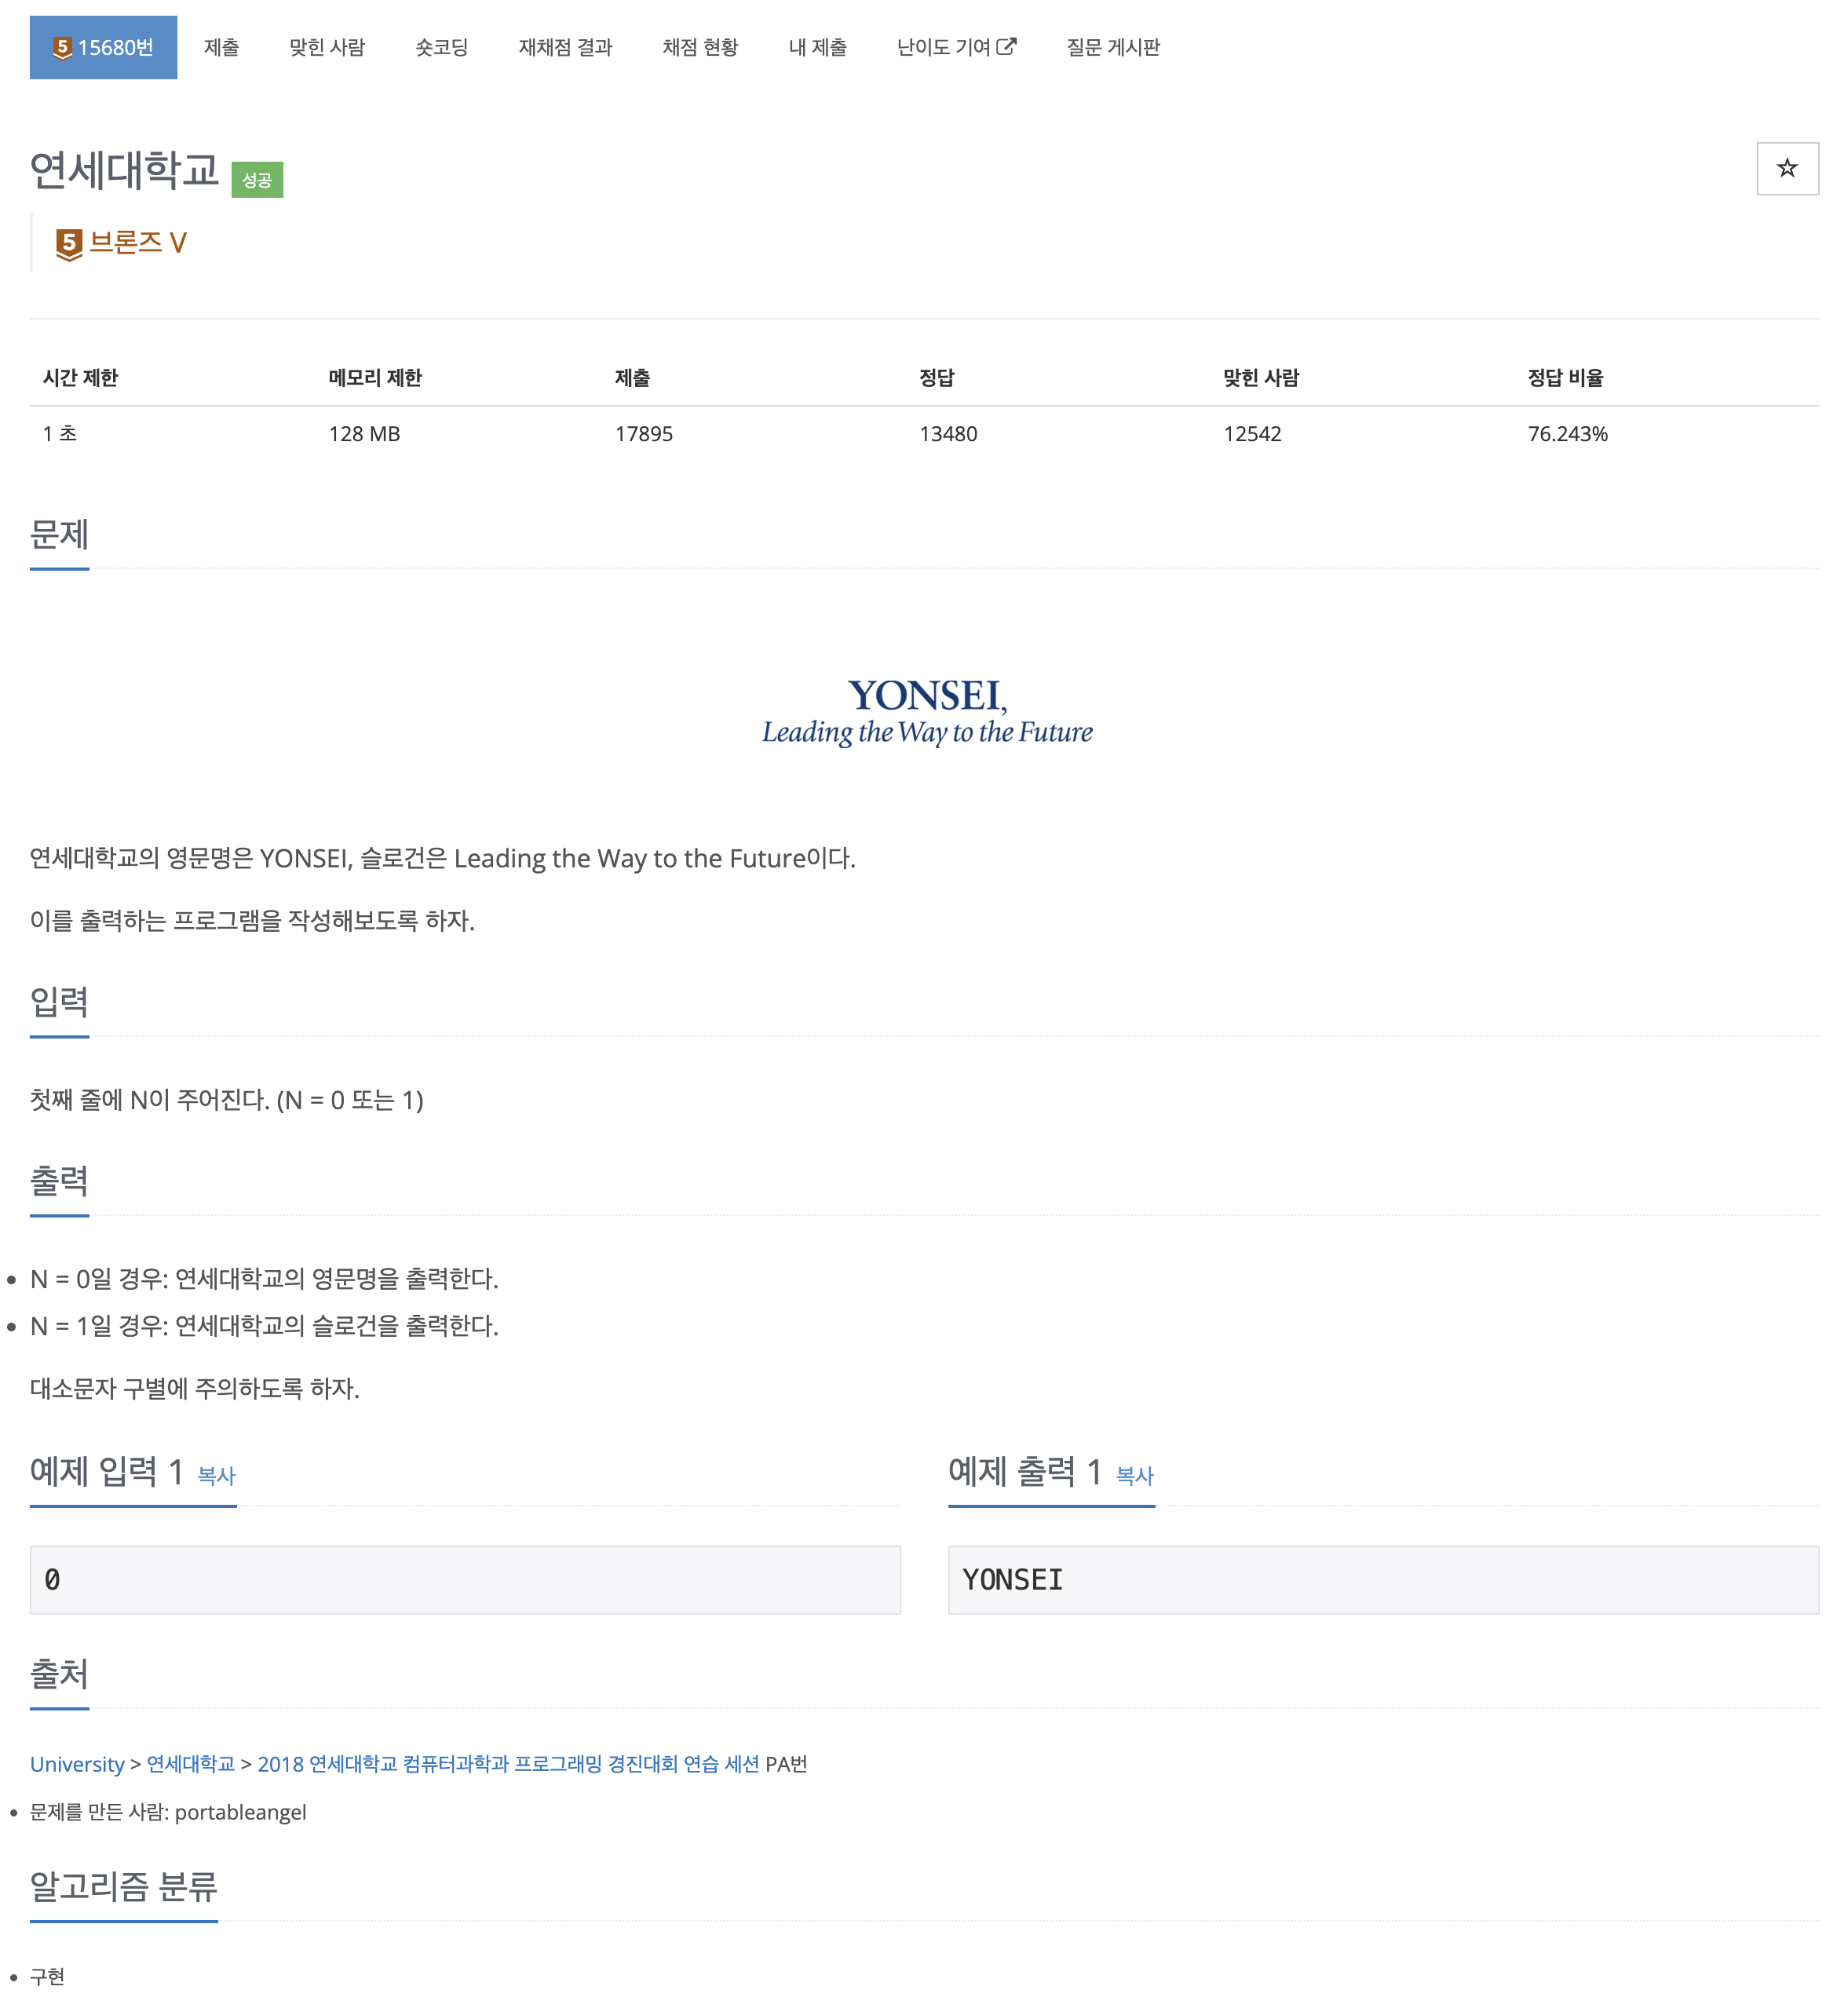 5 15680번 제출 맞힌 사람 숏코딩 재채점 결과 채점 현황 내 제출 난이도 기여 질문 게시판
연세대학교 성공
5 브론즈 V
시간 제한 메모리 제한 제출 정답 맞힌 사람 정답 비율
1 초 128 MB 17895 13480 12542 76.243%
문제
YONSEI,
Leading the Way to the Future
연세대학교의 영문명은 YONSEI, 슬로건은 Leading the Way to the Future이다.
이를 출력하는 프로그램을 작성해보도록 하자.
입력
첫째 줄에 N이 주어진다. (N = 0 또는 1)
출력
N = 0일 경우: 연세대학교의 영문명을 출력한다.
N = 1일 경우: 연세대학교의 슬로건을 출력한다.
대소문자 구별에 주의하도록 하자.
예제 입력 1 복사
0
예제 출력 1 복사
YONSEI
출처
University > 연세대학교 > 2018 연세대학교 컴퓨터과학과 프로그래밍 경진대회 연습 세션 PA번
문제를 만든 사람: portableangel
알고리즘 분류
구현